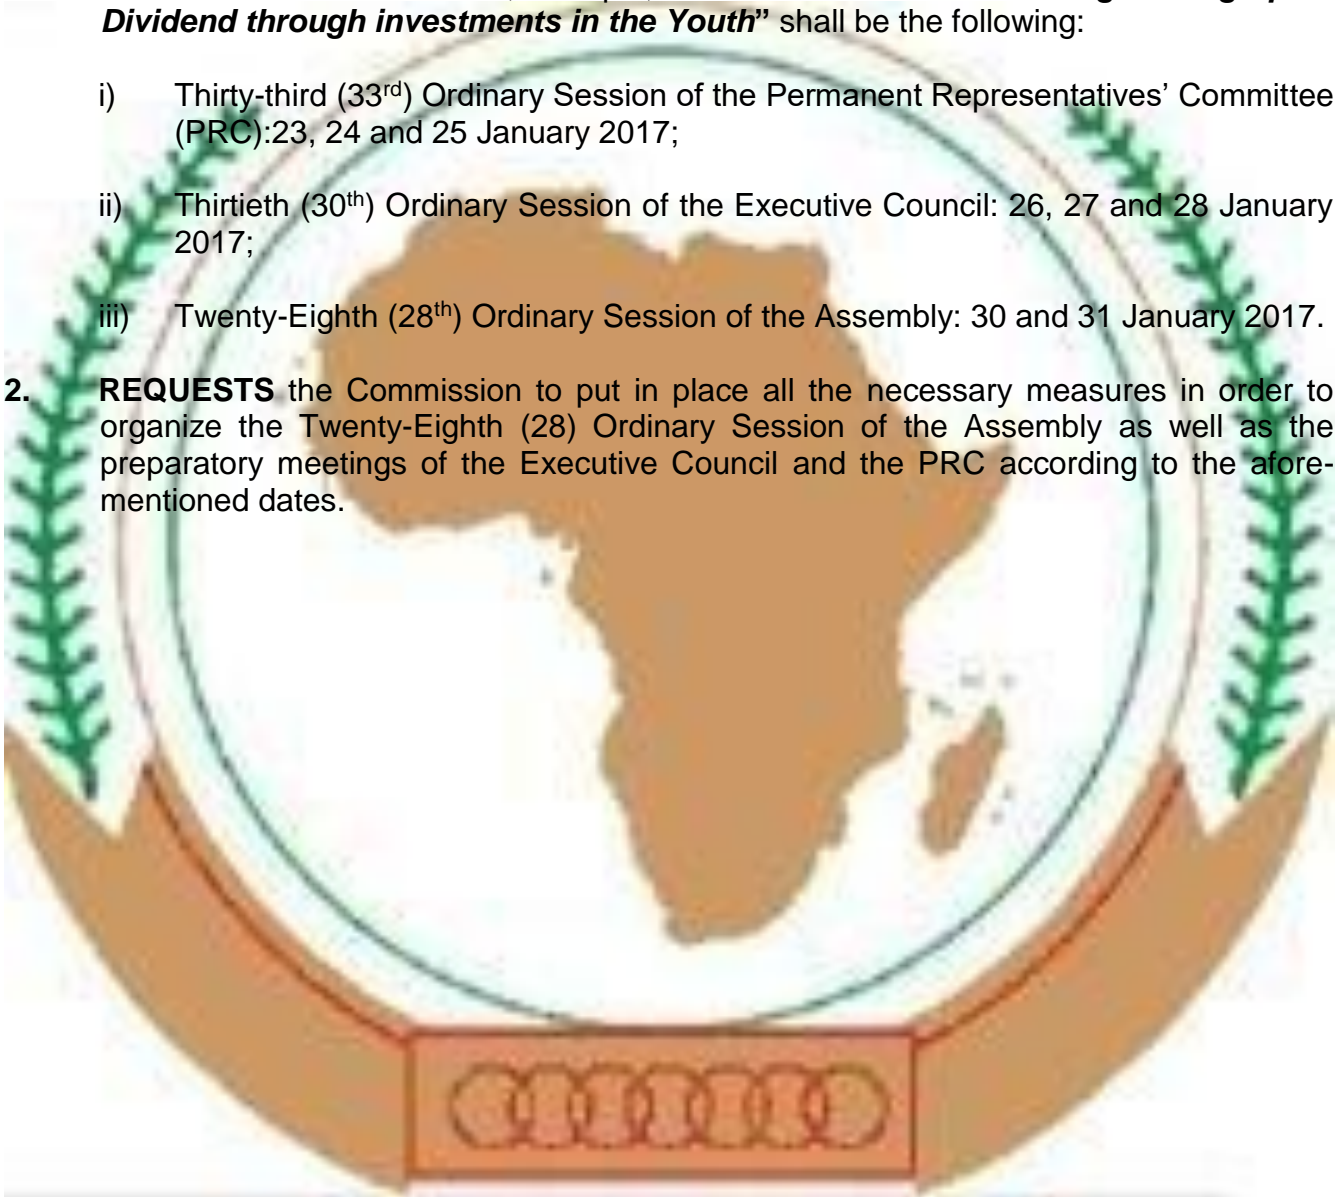 Dividend through investments in the Youth” shall be the following:
i) Thirty-third (33rd) Ordinary Session of the Permanent Representatives’ Committee
(PRC):23, 24 and 25 January 2017;
ii) Thirtieth (30th) Ordinary Session of the Executive Council: 26, 27 and 28 January
2017;
iii) Twenty-Eighth (28th) Ordinary Session of the Assembly: 30 and 31 January 2017.
2. REQUESTS the Commission to put in place all the necessary measures in order to
organize the Twenty-Eighth (28) Ordinary Session of the Assembly as well as the
preparatory meetings of the Executive Council and the PRC according to the afore-
mentioned dates.